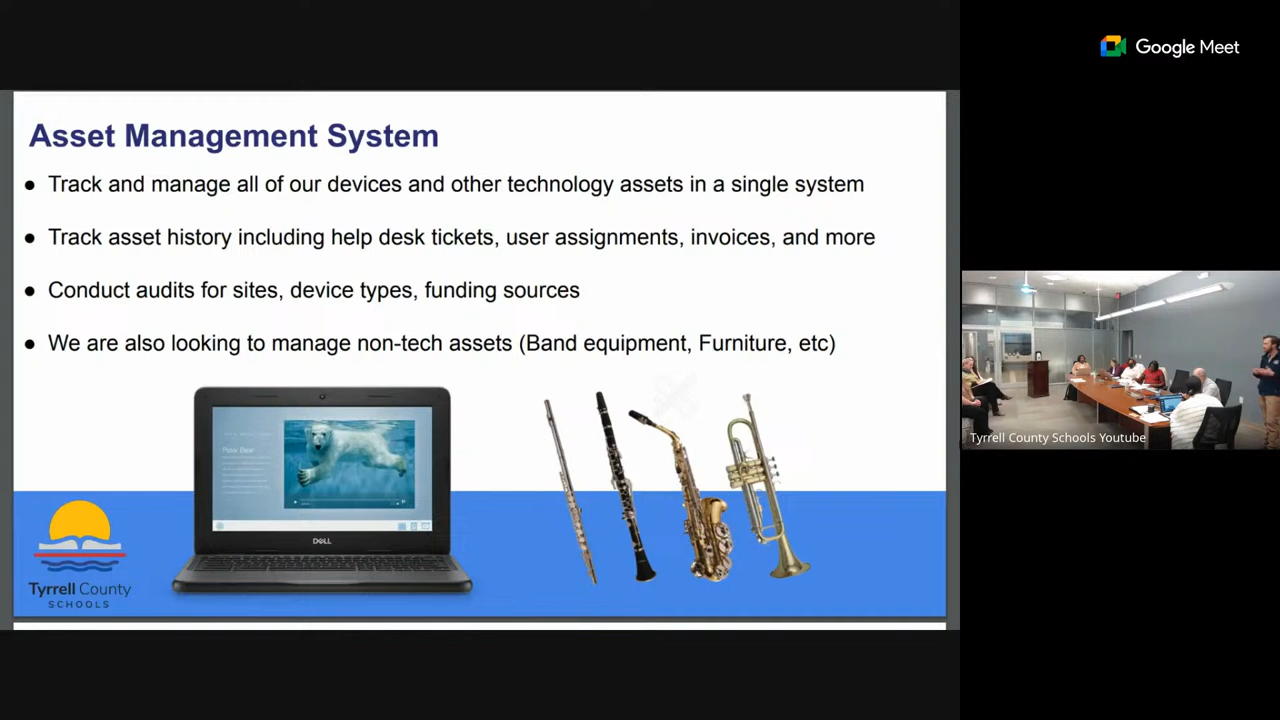 Google Meet
Asset Management System
● Track and manage all of our devices and other technology assets in a single system
● Track asset history including help desk tickets, user assignments, invoices, and more
● Conduct audits for sites, device types, funding sources
● We are also looking to manage non-tech assets (Band equipment, Furniture, etc)
Polar Bear
DELL
Tyrrell County
SCHOOLS
Tyrrell County Schools Youtube